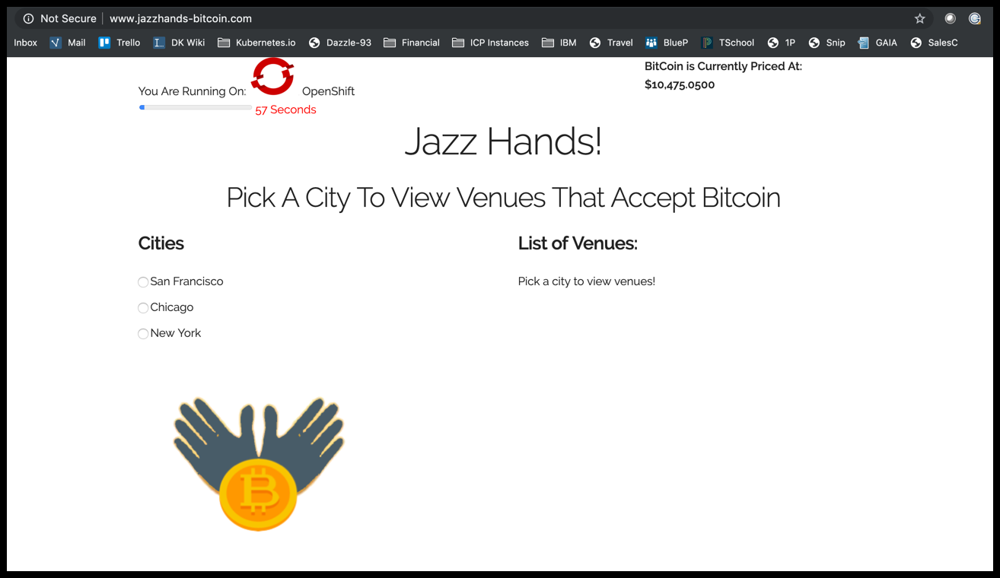 Not Secure www.jazzhands-bitcoin.com
Inbox Mail Trello DK Wiki Kubernetes.io Dazzle-93 Financial ICP Instances IBM Travel BlueP TSchool 1P Snip GAIA SalesC
BitCoin is Currently Priced At:
$10,475.0500
You Are Running On: OpenShift
57 Seconds
Jazz Hands!
Pick A City To View Venues That Accept Bitcoin
Cities
San Francisco
Chicago
New York
List of Venues:
Pick a city to view venues!